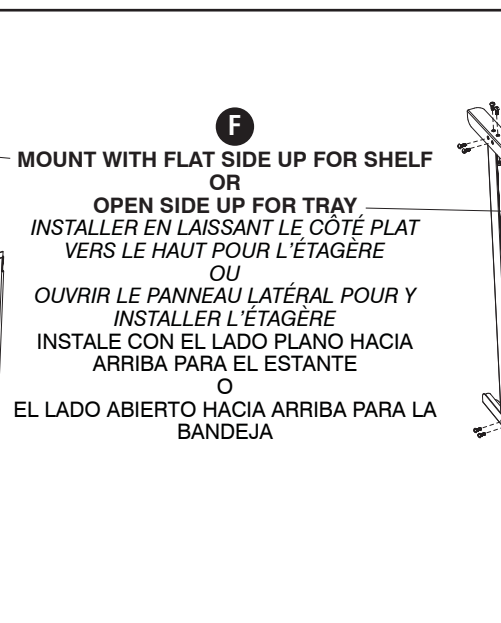 F
MOUNT WITH FLAT SIDE UP FOR SHELF
OR
OPEN SIDE UP FOR TRAY
INSTALLER EN LAISSANT LE CÔTÉ PLAT
VERS LE HAUT POUR L'ÉTAGÈRE
OU
OUVRIR LE PANNEAU LATÉRAL POUR Y
INSTALLER L'ÉTAGÈRE
INSTALE CON EL LADO PLANO HACIA
ARRIBA PARA EL ESTANTE
O
EL LADO ABIERTO HACIA ARRIBA PARA LA
BANDEJA